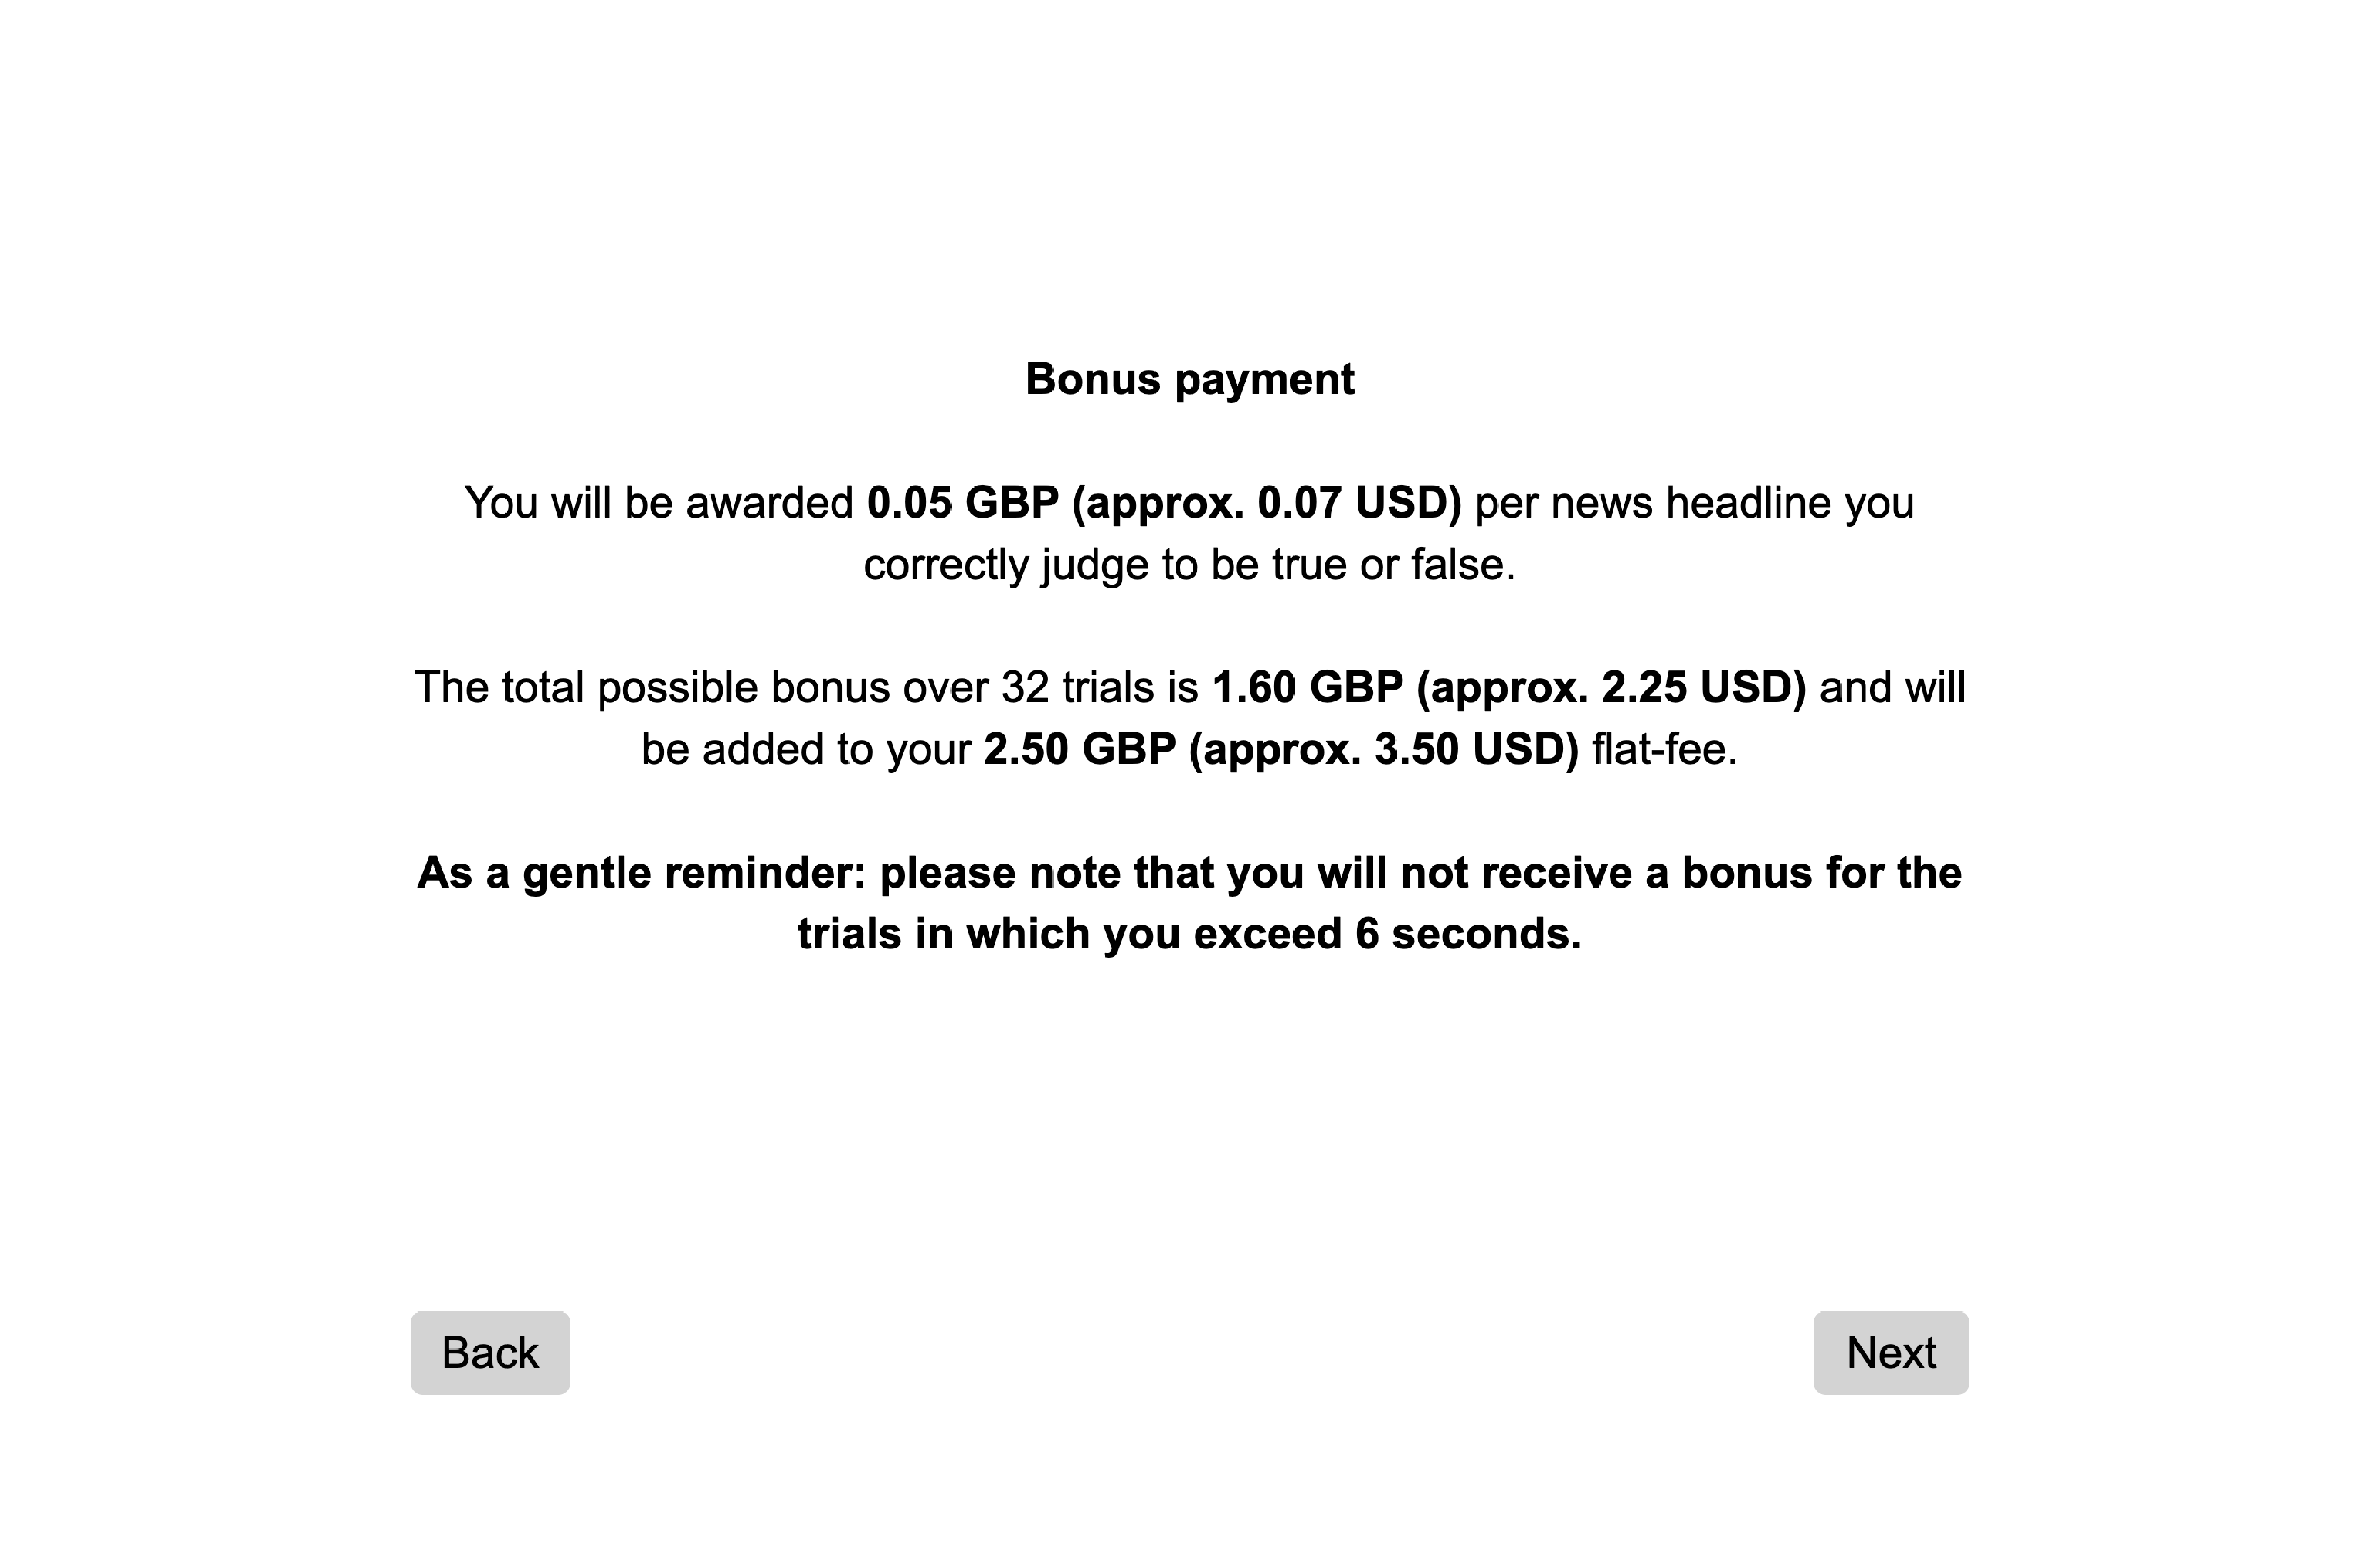 Bonus payment
You will be awarded 0.05 GBP (approx. 0.07 USD) per news headline you
correctly judge to be true or false.
The total possible bonus over 32 trials is 1.60 GBP (approx. 2.25 USD) and will
be added to your 2.50 GBP (approx. 3.50 USD) flat-fee.
As a gentle reminder: please note that you will not receive a bonus for the
trials in which you exceed 6 seconds.
Back
Next